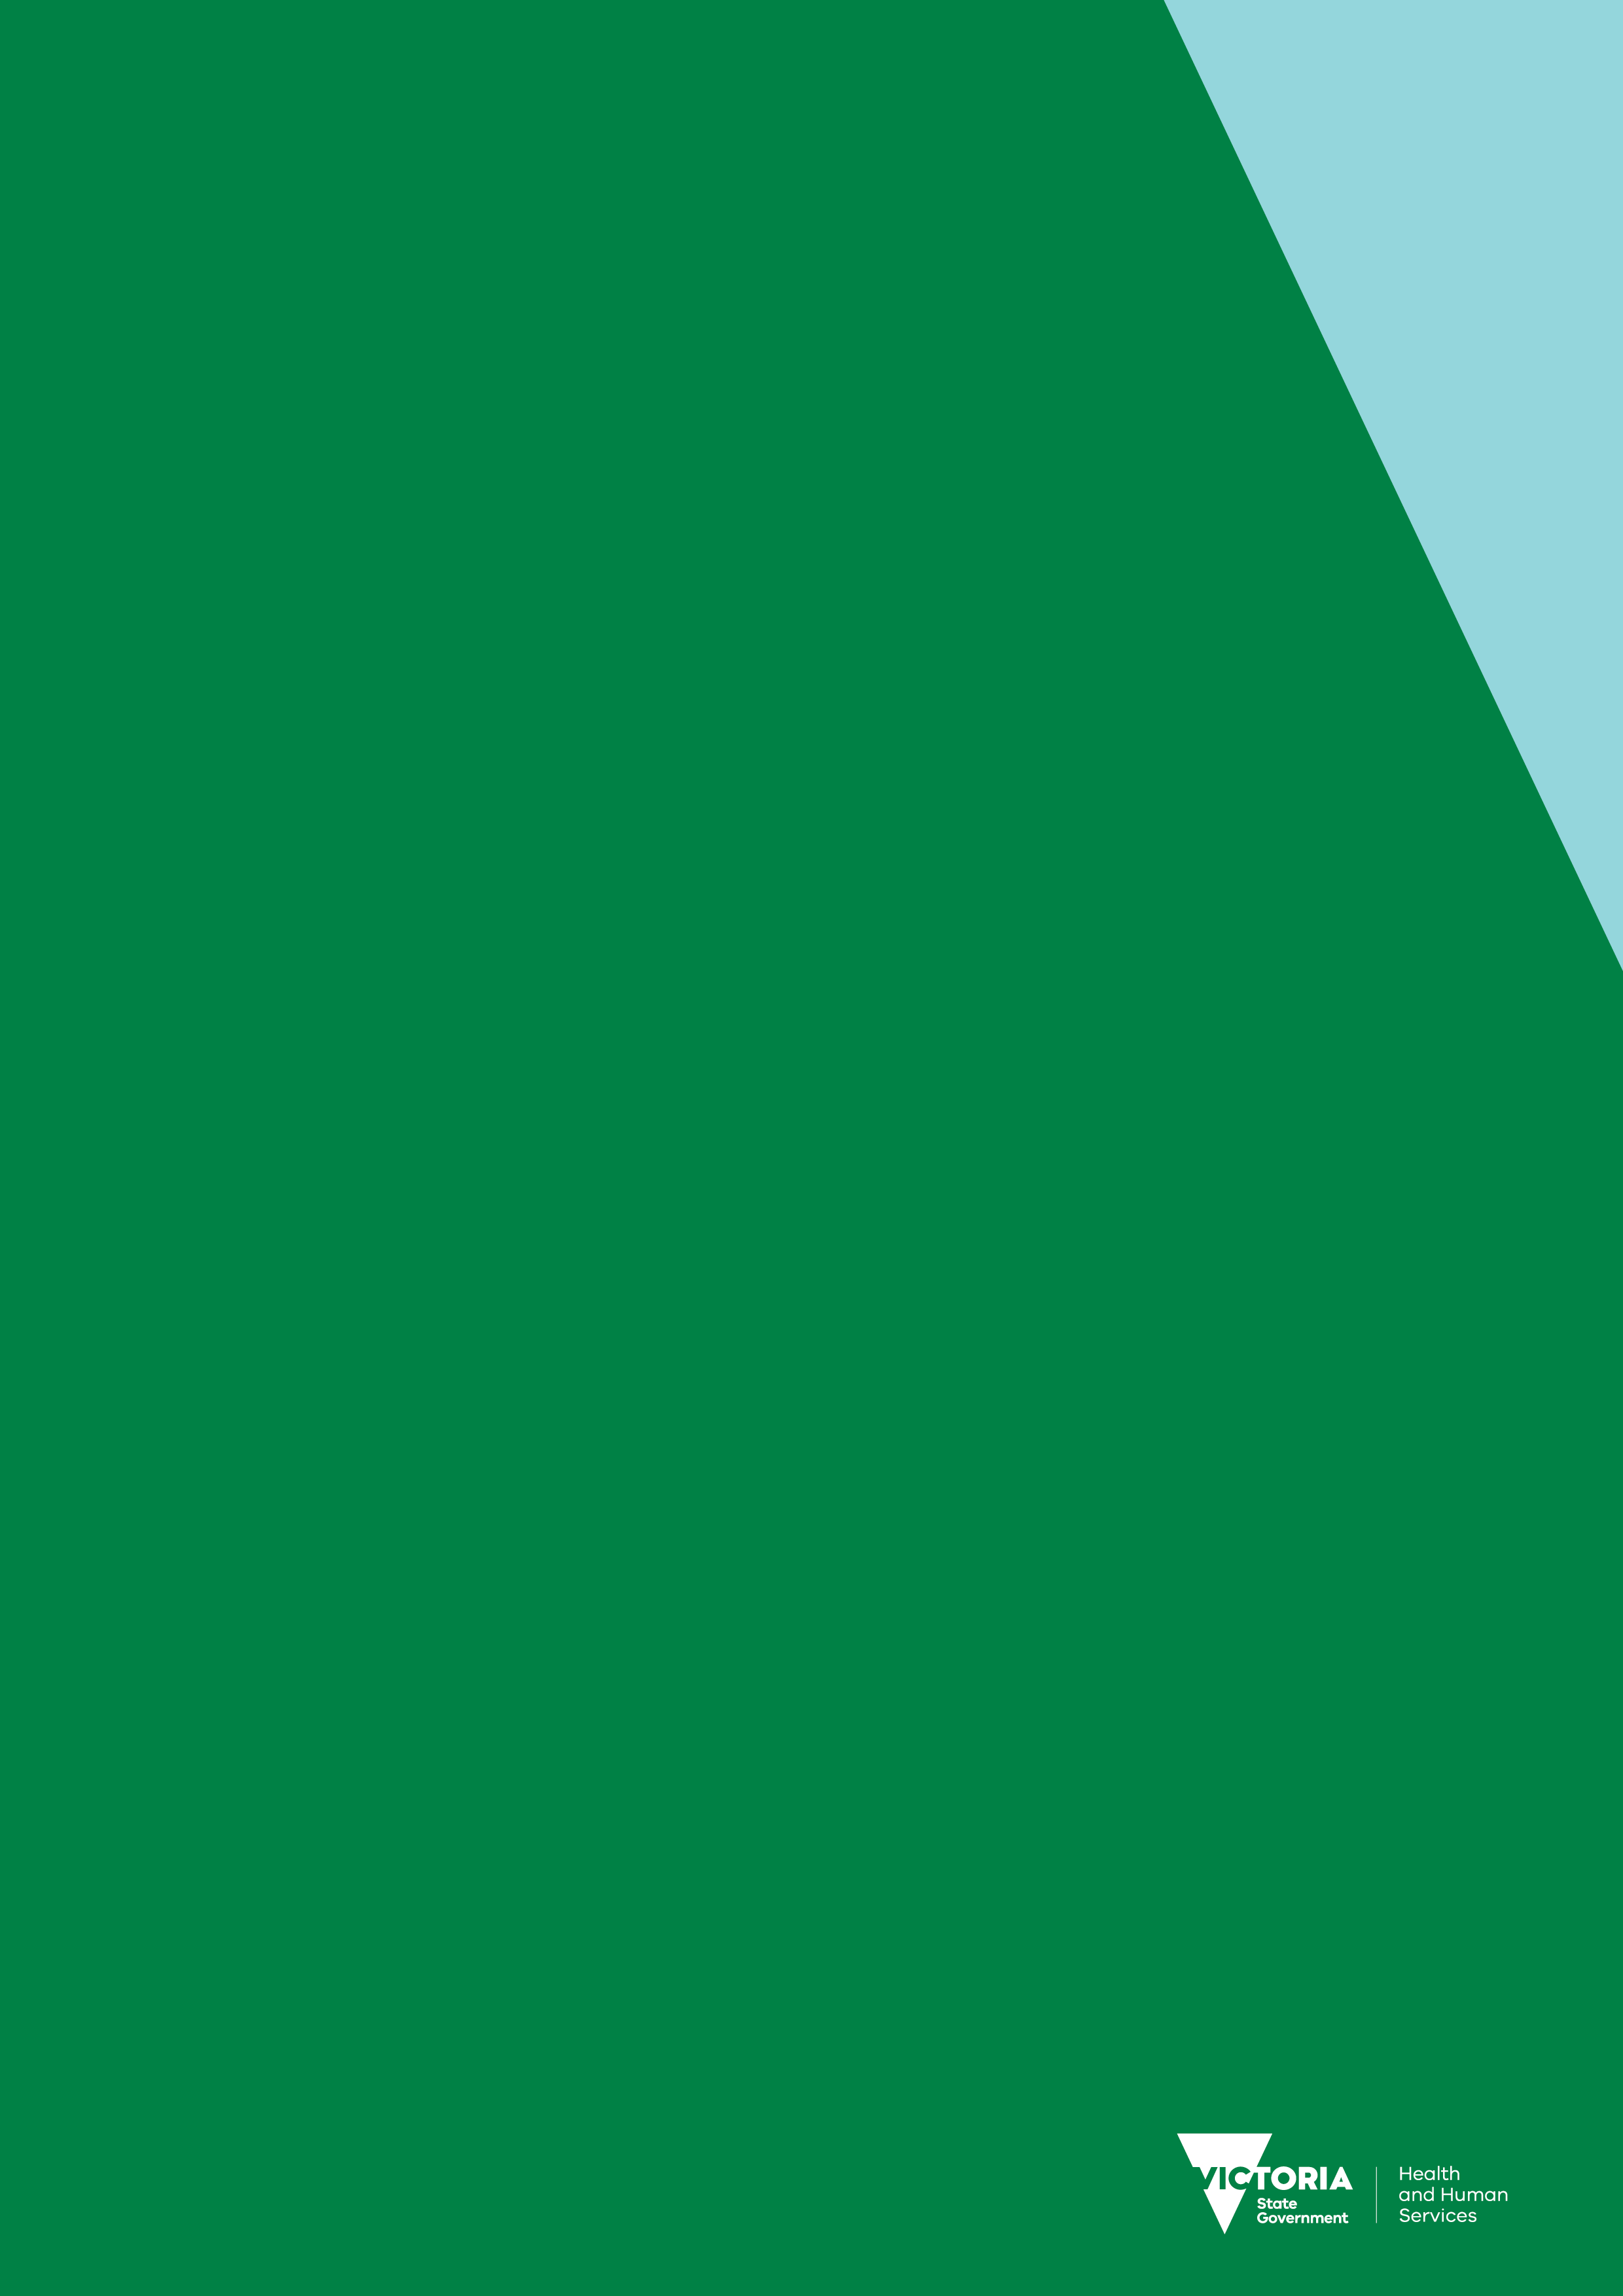 VICTORIA
State
Government
Health
and Human
Services